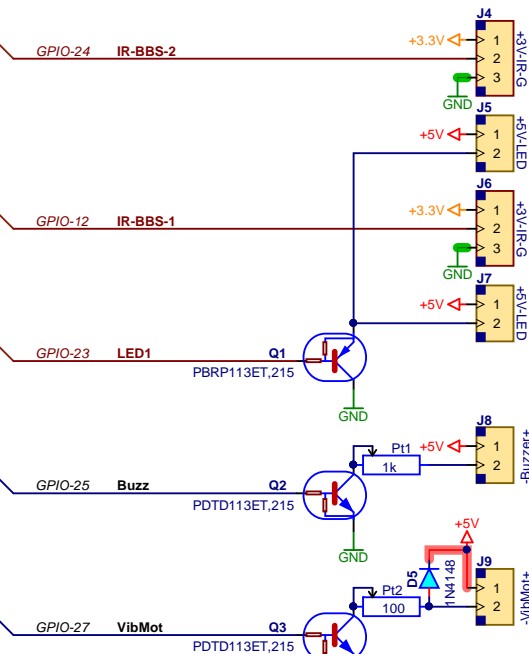 J4
+3.3V
1
GPIO-24 IR-BBS-2
2
3
GND
+3V-IR-G
J5
+5V
1
2
+5V-LED
J6
+3.3V
1
GPIO-12 IR-BBS-1
2
3
GND
+3V-IR-G
J7
+5V
1
2
+5V-LED
GPIO-23 LED1 Q1
PBRP113ET,215
GND
J8
Pt1
+5V
1
1k
2
-Buzzer+
GPIO-25 Buzz Q2
PDTD113ET,215
GND
+5V
J9
D5
1N4148
1
Pt2
100
2
-VibMot+
GPIO-27 VibMot Q3
PDTD113ET,215